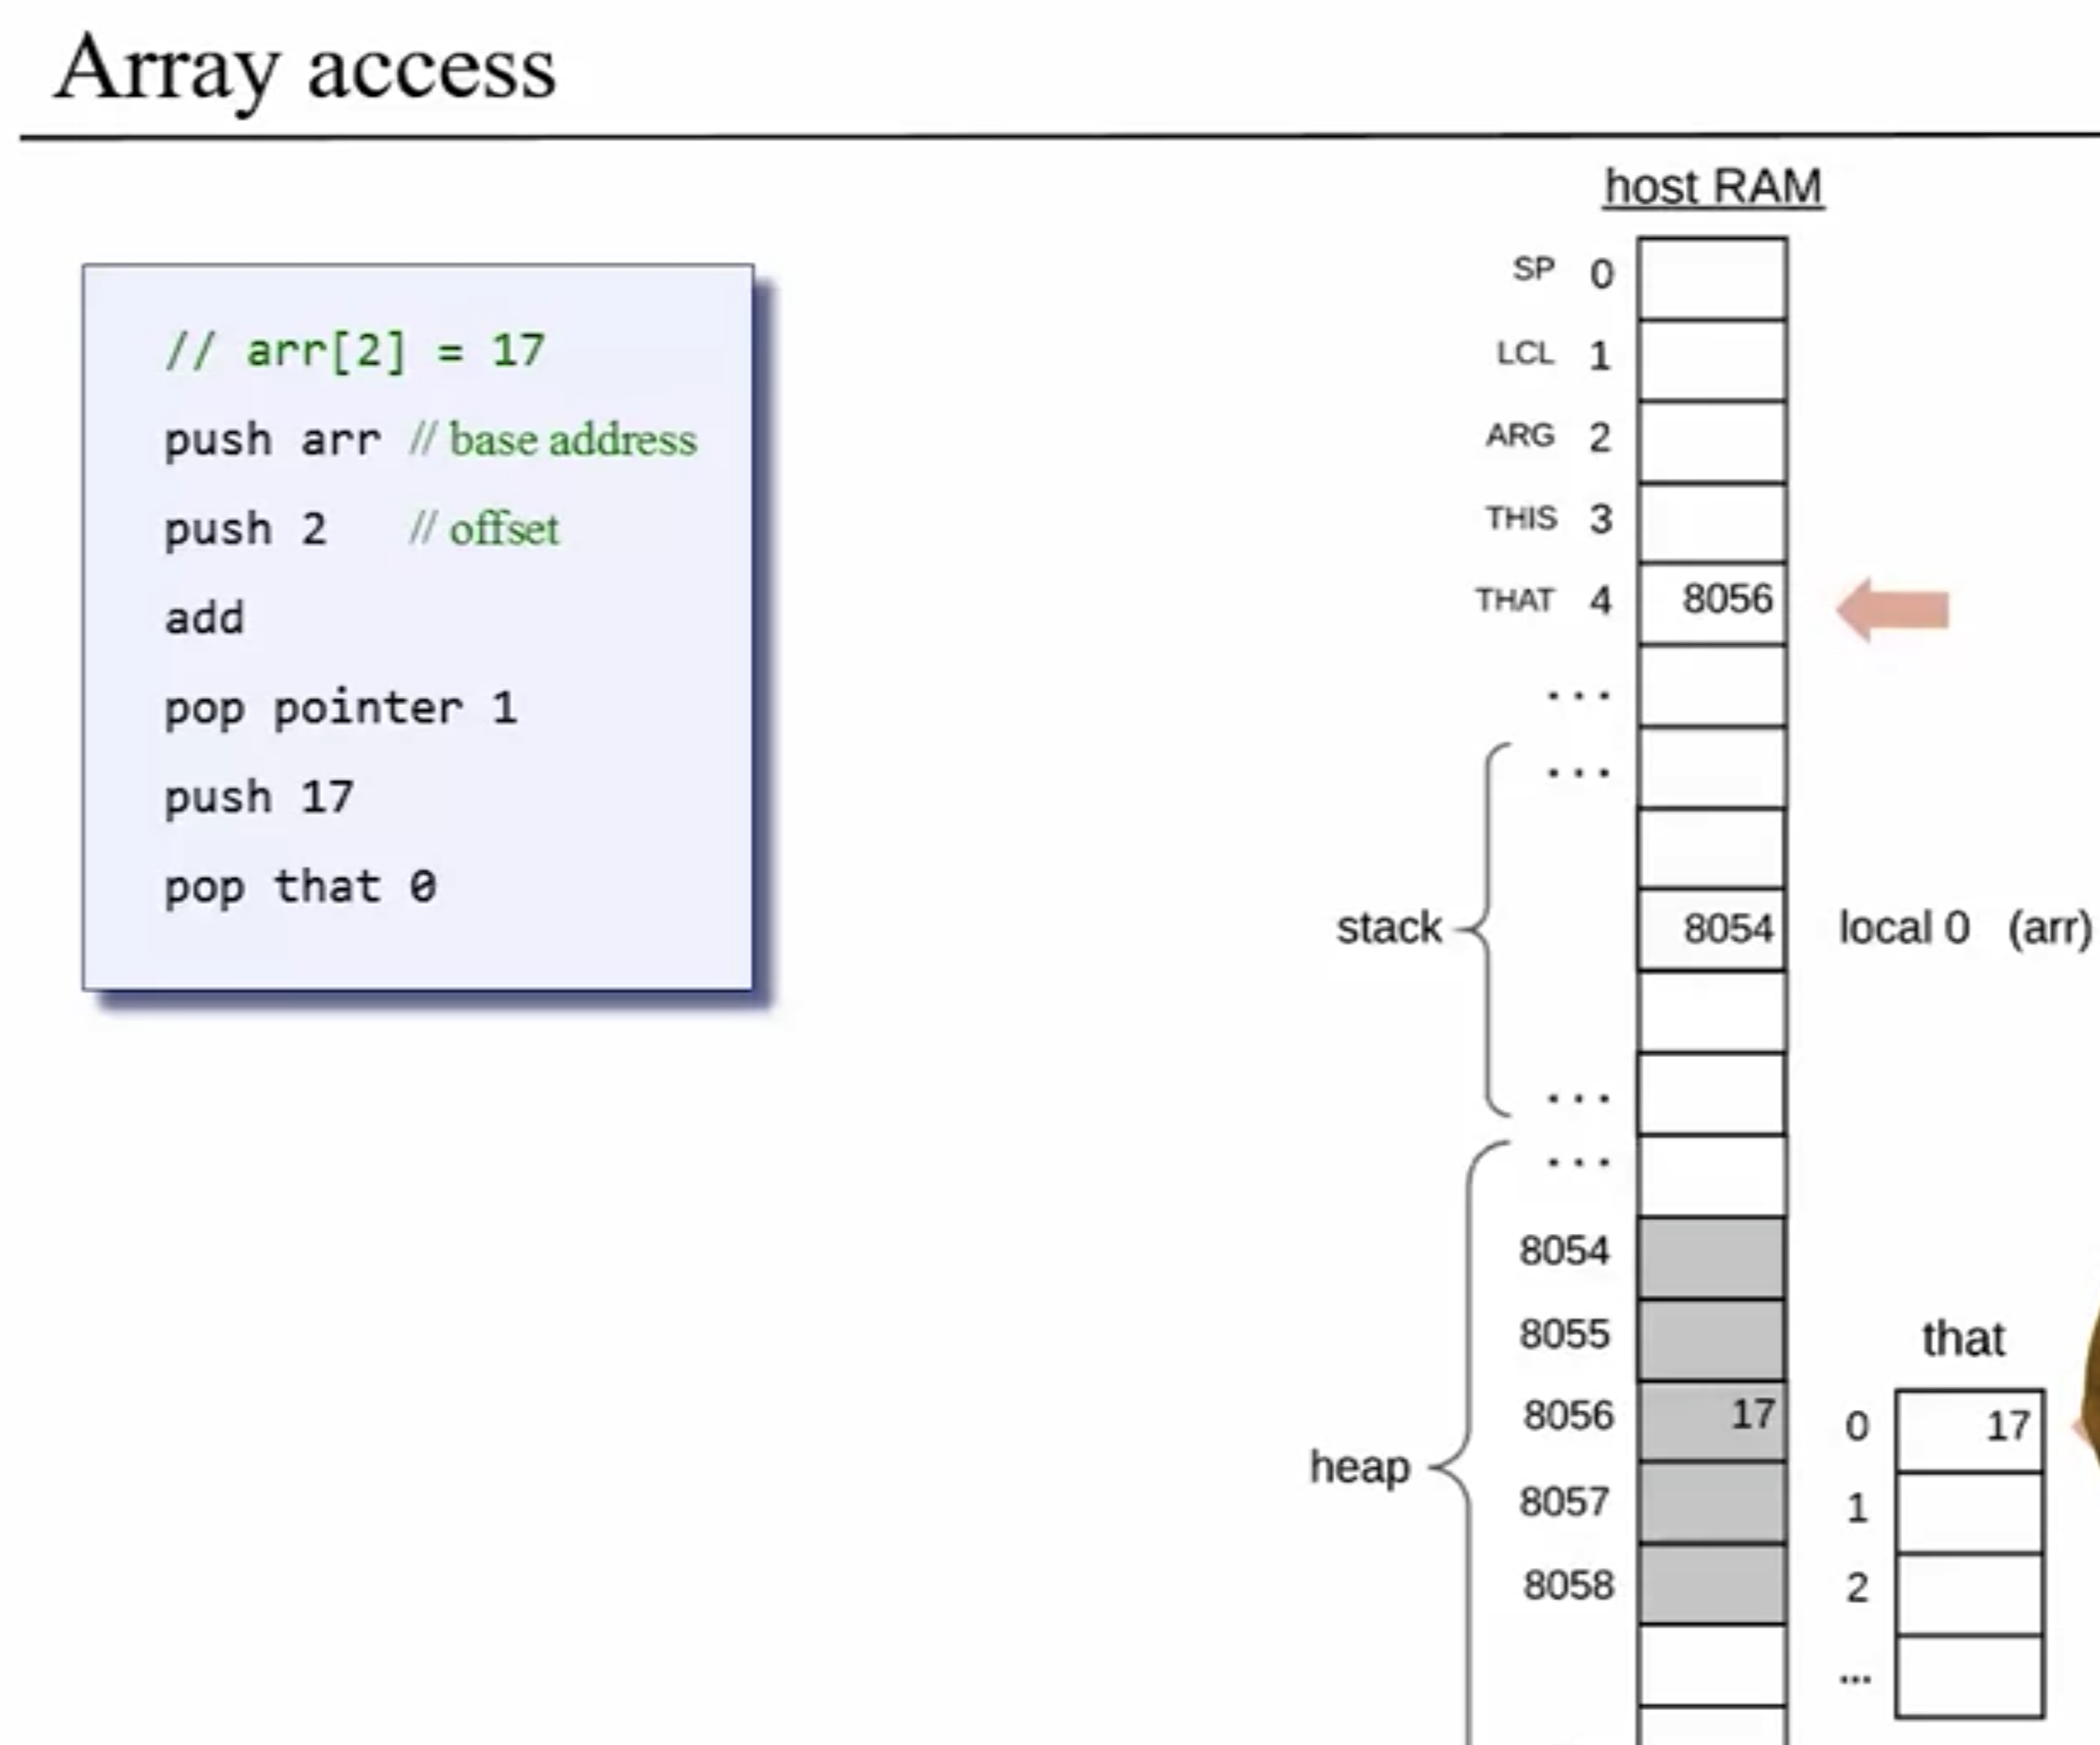 Array access
// arr[2] = 17
push arr // base address
push 2 // offset
add
pop pointer 1
push 17
pop that 0
host RAM
SP 0
LCL 1
ARG 2
THIS 3
THAT 4 8056
...
...
stack 8054 local 0 (arr)
...
...
8054
8055
that
8056 17 0 17
heap
8057 1
8058 2
...